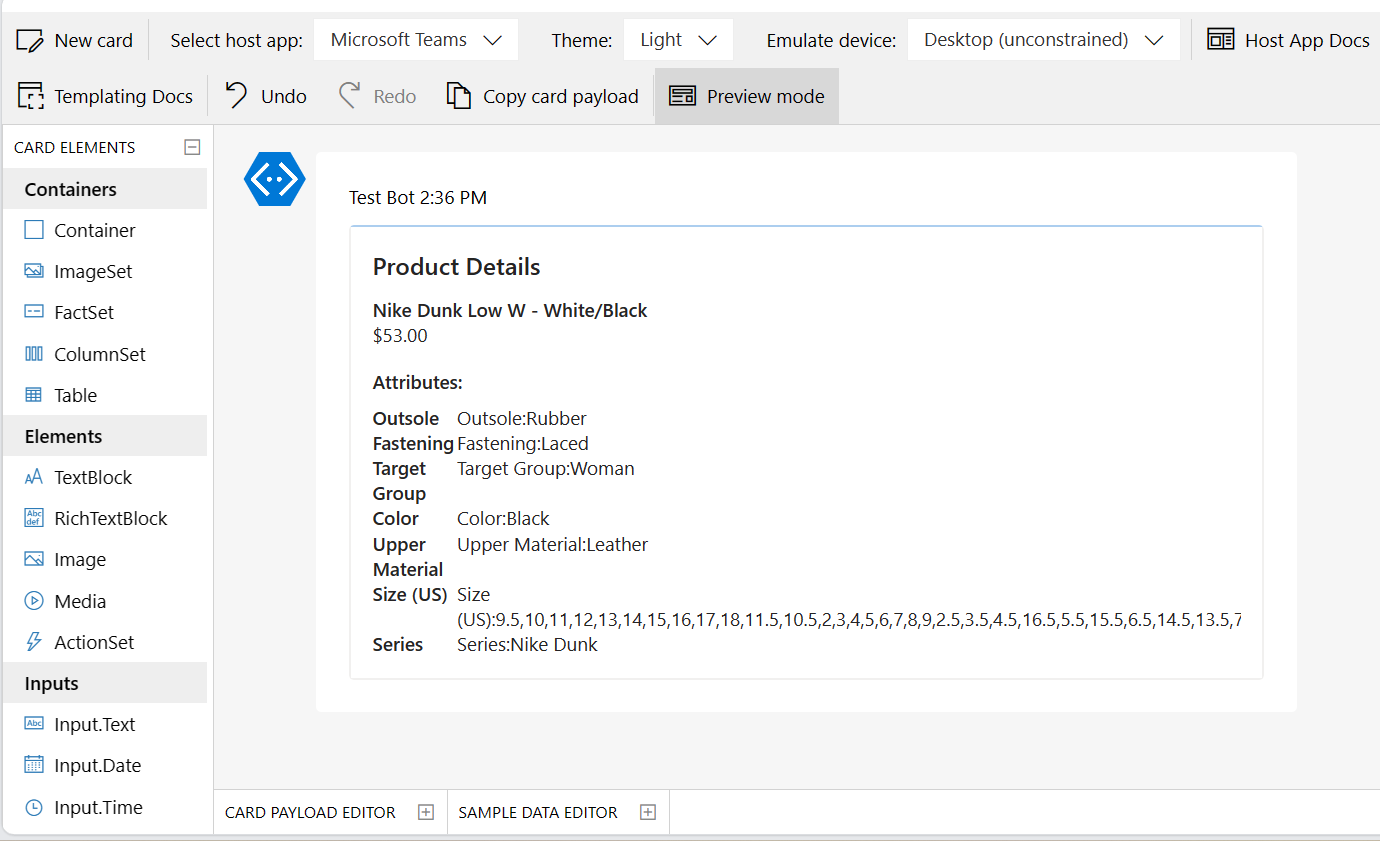 New card
Select host app:
Microsoft Teams
Theme:
Light
Emulate device:
Desktop (unconstrained)
Host App Docs
Templating Docs
Undo
Redo
Copy card payload
Preview mode
CARD ELEMENTS
Containers
Container
ImageSet
FactSet
ColumnSet
Table
Elements
TextBlock
Abc
def
RichTextBlock
Image
Media
ActionSet
Inputs
Abc
Input.Text
Input.Date
Input.Time
Test Bot 2:36 PM
Product Details
Nike Dunk Low W - White/Black
$53.00
Attributes:
Outsole Outsole:Rubber
Fastening Fastening:Laced
Target Target Group:Woman
Group
Color Color:Black
Upper Upper Material:Leather
Material
Size (US) Size
(US):9.5,10,11,12,13,14,15,16,17,18,11.5,10.5,2,3,4,5,6,7,8,9,2.5,3.5,4.5,16.5,5.5,15.5,6.5,14.5,13.5,7
Series Series:Nike Dunk
CARD PAYLOAD EDITOR
SAMPLE DATA EDITOR